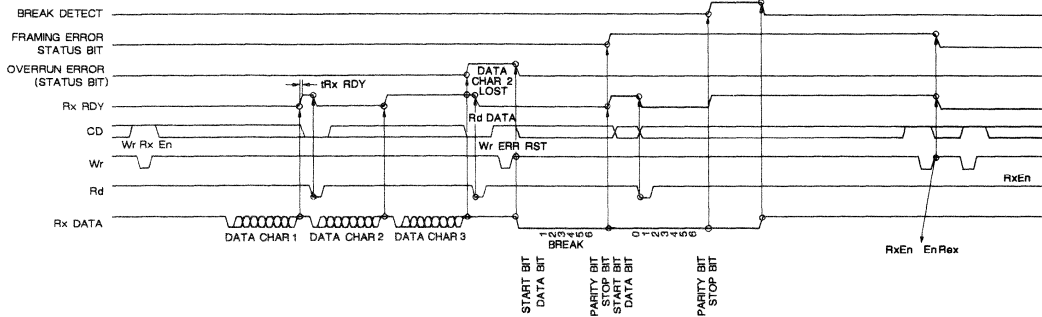 BREAK DETECT
FRAMING ERROR
STATUS BIT
OVERRUN ERROR
(STATUS BIT)
DATA
CHAR 2
LOST
tRx RDY
Rx RDY
Rd DATA
CD
Wr Rx En
Wr ERR RST
Wr
RxEn
Rd
Rx DATA
DATA CHAR 1
DATA CHAR 2
DATA CHAR 3
START BIT
DATA BIT
1 2 3 4 5 6
BREAK
PARITY BIT
STOP BIT
START BIT
DATA BIT
0 1 2 3 4 5 6
PARITY BIT
STOP BIT
RxEn EnRex